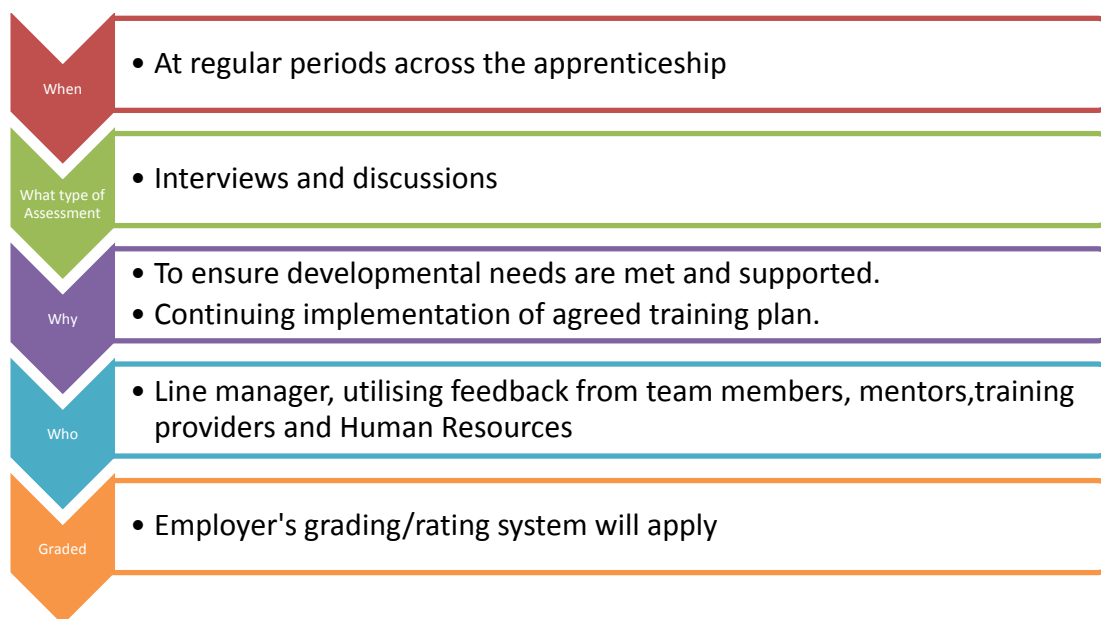 When
• At regular periods across the apprenticeship
What type of
Assessment
• Interviews and discussions
Why
• To ensure developmental needs are met and supported.
• Continuing implementation of agreed training plan.
Who
• Line manager, utilising feedback from team members, mentors,training
providers and Human Resources
Graded
• Employer's grading/rating system will apply